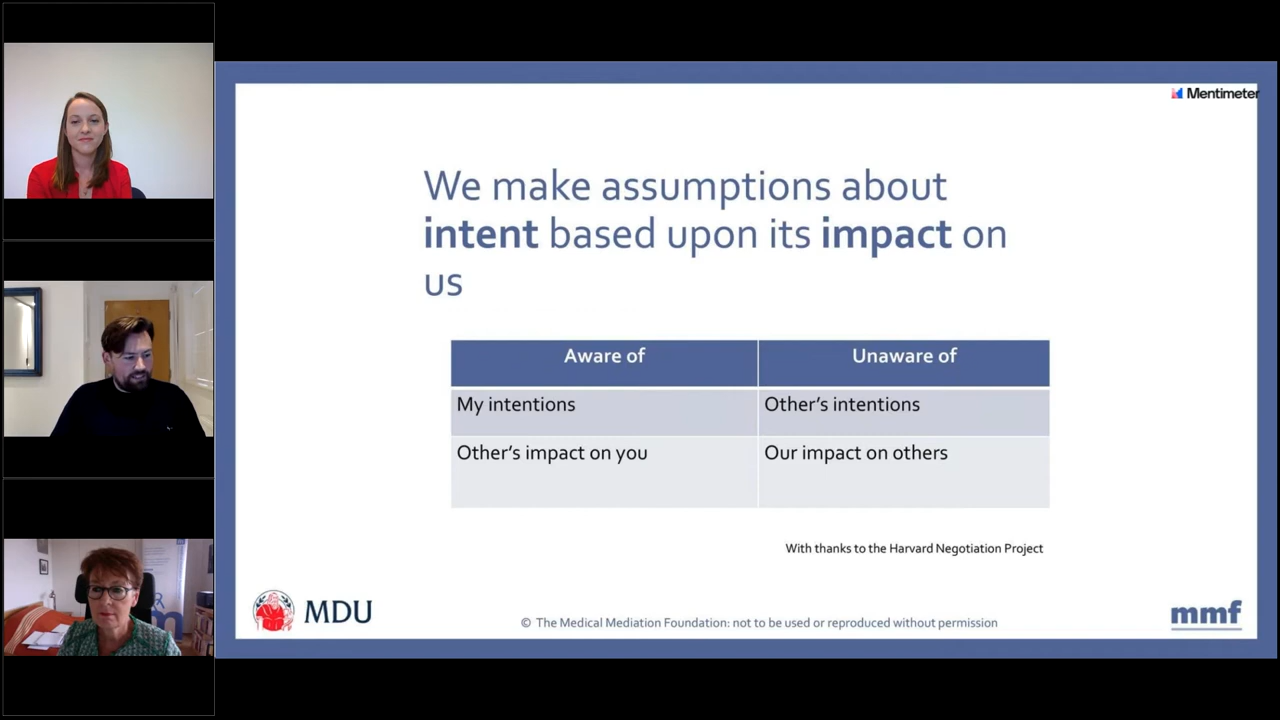 Mentimeter
We make assumptions about
intent based upon its impact on
us
Aware of
Unaware of
My intentions
Other’s intentions
Other’s impact on you
Our impact on others
With thanks to the Harvard Negotiation Project
MDU
© The Medical Mediation Foundation: not to be used or reproduced without permission
mmf